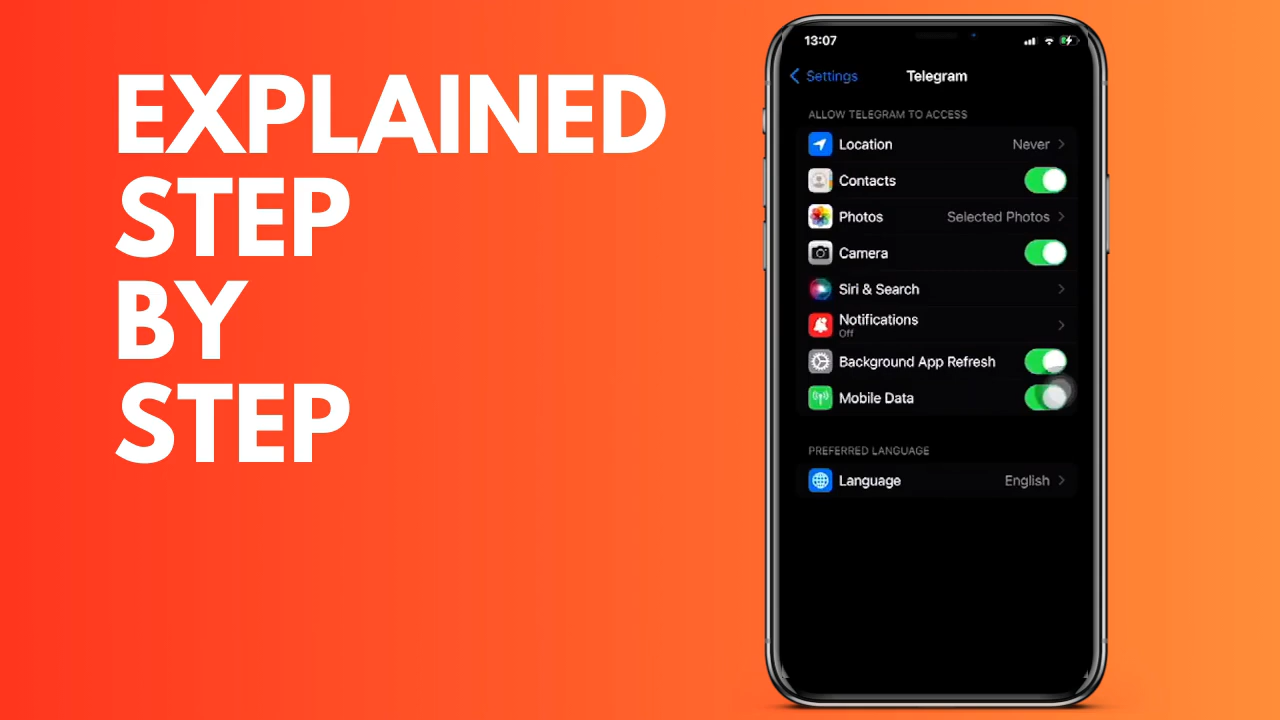 EXPLAINED
STEP
BY
STEP
13:07
Settings
Telegram
ALLOW TELEGRAM TO ACCESS
Location Never
Contacts
Photos Selected Photos
Camera
Siri & Search
Notifications
Off
Background App Refresh
Mobile Data
PREFERRED LANGUAGE
Language English